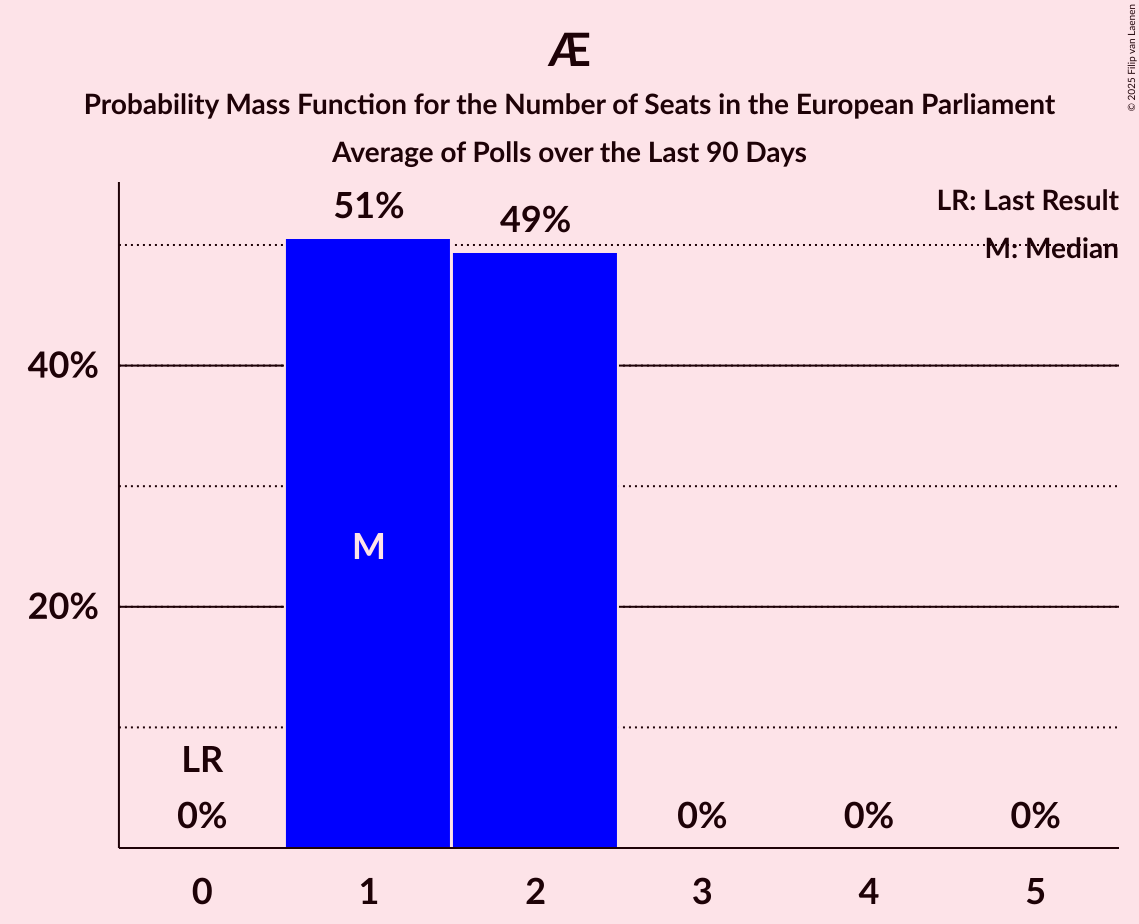 Æ
Probability Mass Function for the Number of Seats in the European Parliament
Average of Polls over the Last 90 Days
© 2025 Filip van Laenen
LR: Last Result
M: Median
51%
49%
40%
20%
M
LR
0%
0%
0%
0%
0
1
2
3
4
5